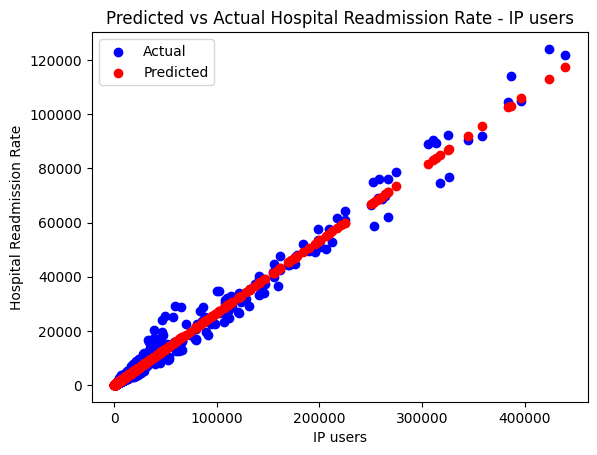 Predicted vs Actual Hospital Readmission Rate - IP users
Actual
Predicted
Hospital Readmission Rate
120000
100000
80000
60000
40000
20000
0
0 100000 200000 300000 400000
IP users